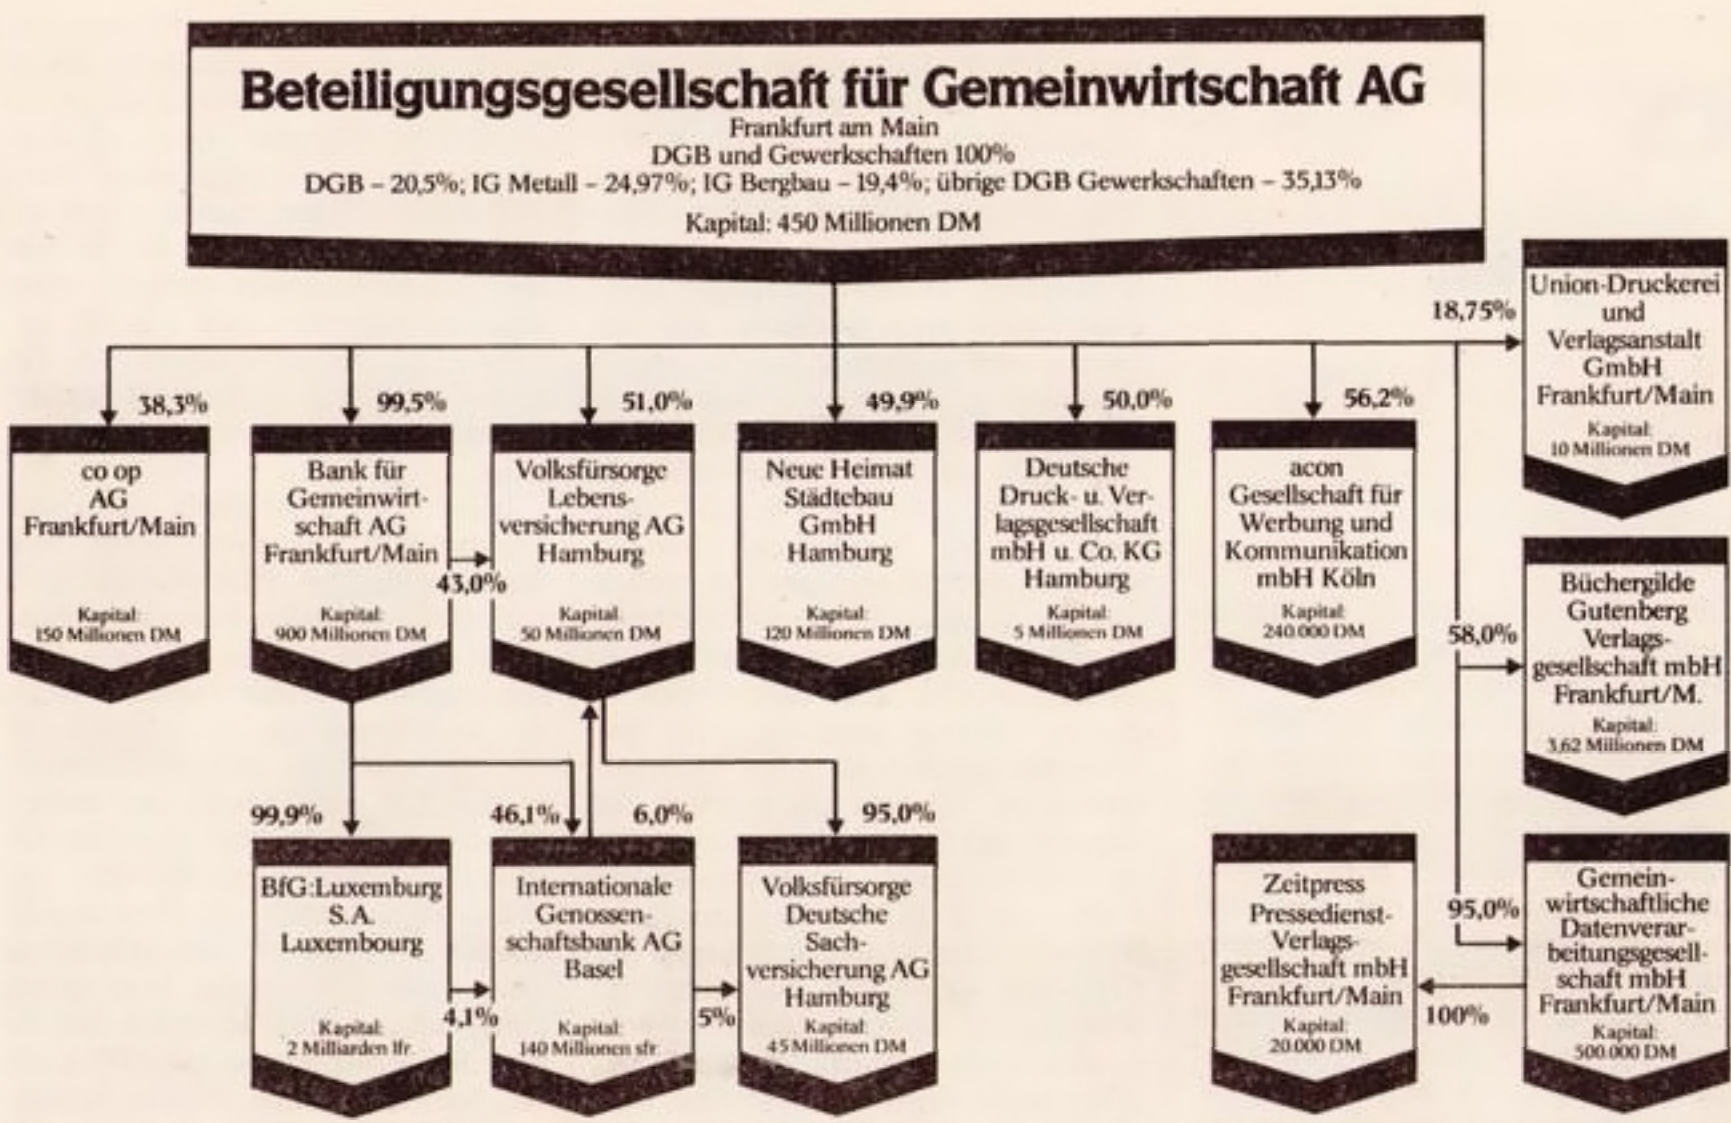 Beteiligungsgesellschaft für Gemeinwirtschaft AG
Frankfurt am Main
DGB und Gewerkschaften 100%
DGB – 20,5%; IG Metall – 24,97%; IG Bergbau – 19,4%; übrige DGB Gewerkschaften – 35,13%
Kapital: 450 Millionen DM
18,75%
Union-Druckerei
und
Verlagsanstalt
GmbH
Frankfurt/Main
Kapital:
10 Millionen DM
38,3%
co op
AG
Frankfurt/Main
Kapital:
150 Millionen DM
99,5%
Bank für
Gemeinwirt-
schaft AG
Frankfurt/Main
Kapital:
900 Millionen DM
43,0%
51,0%
Volksfürsorge
Lebens-
versicherung AG
Hamburg
Kapital:
50 Millionen DM
49,9%
Neue Heimat
Städtebau
GmbH
Hamburg
Kapital:
120 Millionen DM
50,0%
Deutsche
Druck- u. Ver-
lagsgesellschaft
mbH u. Co. KG
Hamburg
Kapital:
5 Millionen DM
56,2%
acon
Gesellschaft für
Werbung und
Kommunikation
mbH Köln
Kapital:
240.000 DM
58,0%
Büchergilde
Gutenberg
Verlags-
gesellschaft mbH
Frankfurt/M.
Kapital:
3,62 Millionen DM
99,9%
BfG:Luxemburg
S.A.
Luxembourg
Kapital:
2 Milliarden lfr.
4,1%
46,1%
6,0%
Internationale
Genossen-
schaftsbank AG
Basel
Kapital:
140 Millionen sfr.
5%
95,0%
Volksfürsorge
Deutsche
Sach-
versicherung AG
Hamburg
Kapital:
45 Millionen DM
Zeitpress
Pressedienst-
Verlags-
gesellschaft mbH
Frankfurt/Main
Kapital:
20.000 DM
100%
95,0%
Gemein-
wirtschaftliche
Datenverar-
beitungsgesell-
schaft mbH
Frankfurt/Main
Kapital:
500.000 DM